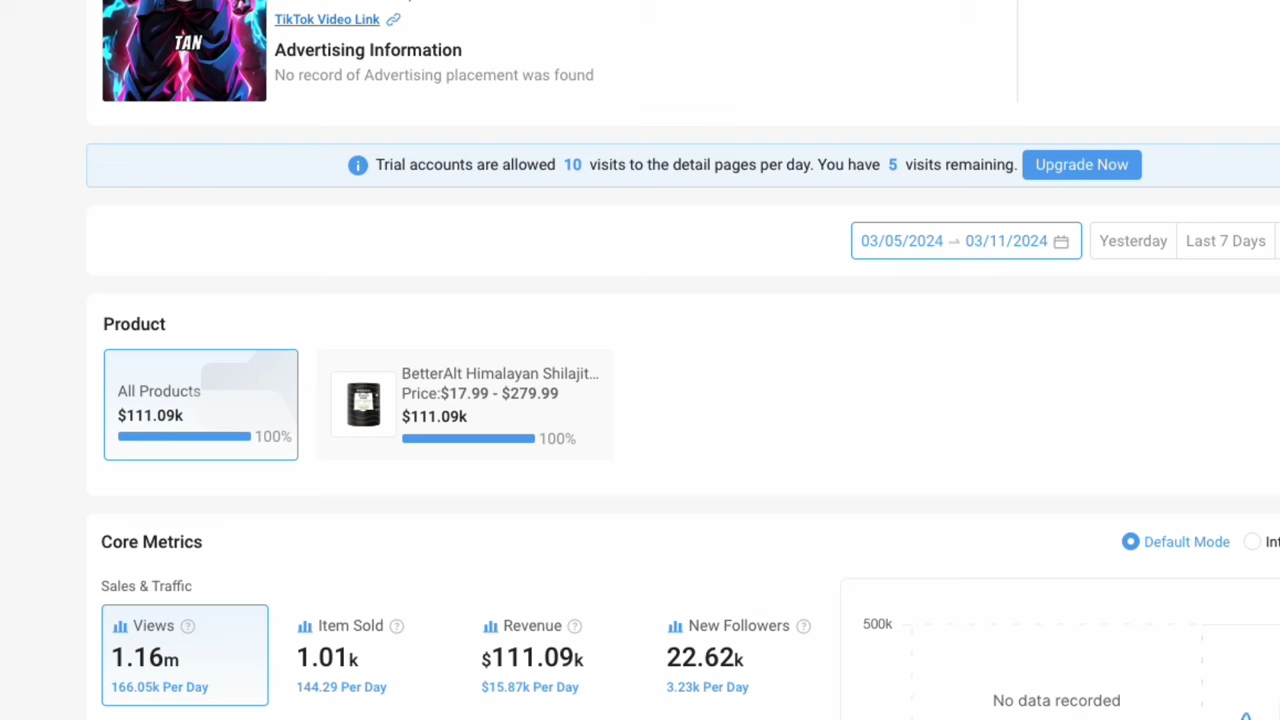 TAN
TikTok Video Link
Advertising Information
No record of Advertising placement was found
Trial accounts are allowed 10 visits to the detail pages per day. You have 5 visits remaining. Upgrade Now
03/05/2024 → 03/11/2024 Yesterday Last 7 Days
Product
All Products
$111.09k
100%
BetterAlt Himalayan Shilajit...
Price:$17.99 - $279.99
$111.09k
100%
Core Metrics
Default Mode Int
Sales & Traffic
Views
1.16m
166.05k Per Day
Item Sold
1.01k
144.29 Per Day
Revenue
$111.09k
$15.87k Per Day
New Followers
22.62k
3.23k Per Day
500k
No data recorded